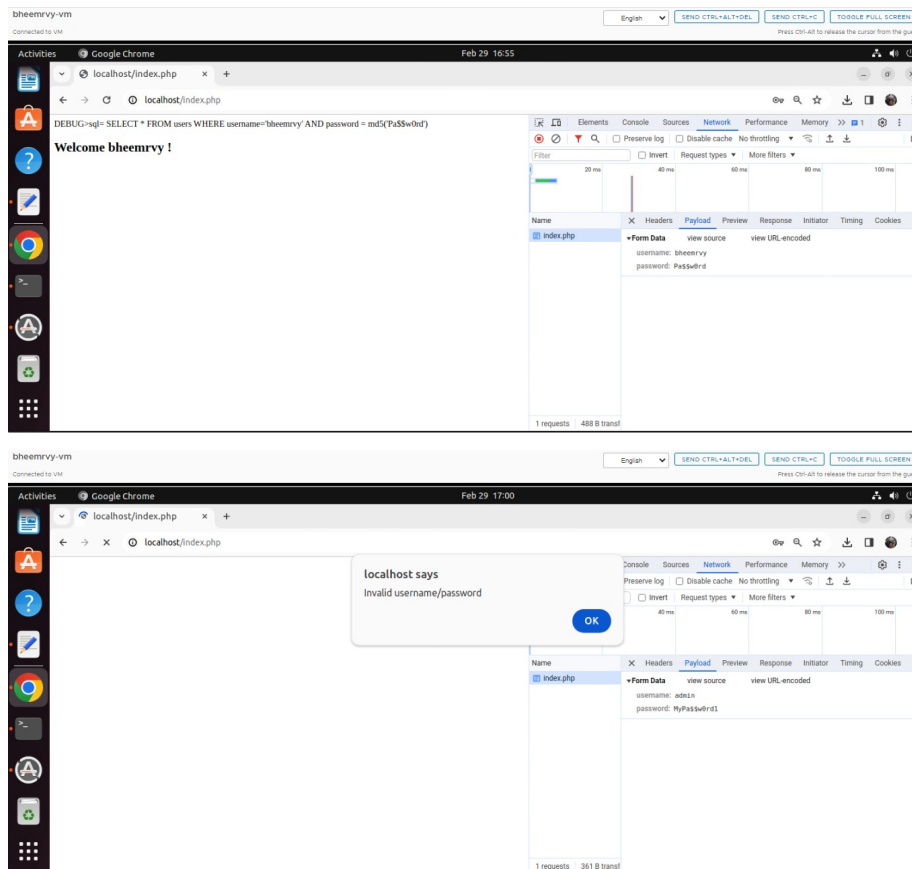 bheemrvy-vm
English
SEND CTRL+ALT+DEL
SEND CTRL+C
TOGGLE FULL SCREEN
Connected to VM
Press Ctrl-Alt to release the cursor from the gue
Activities
Google Chrome
Feb 29 16:55
localhost/index.php
localhost/index.php
DEBUG>sql= SELECT * FROM users WHERE username='bheemrvy' AND password = md5('Pa$$w0rd')
Welcome bheemrvy !
Elements Console Sources Network Performance Memory 1
Preserve log Disable cache No throttling
Filter
Invert Request types More filters
20 ms 40 ms 60 ms 80 ms 100 ms
Name
Headers Payload Preview Response Initiator Timing Cookies
index.php
Form Data view source view URL-encoded
username: bheemrvy
password: Pa$$w0rd
1 requests 488 B transf
bheemrvy-vm
English
SEND CTRL+ALT+DEL
SEND CTRL+C
TOGGLE FULL SCREEN
Connected to VM
Press Ctrl-Alt to release the cursor from the gue
Activities
Google Chrome
Feb 29 17:00
localhost/index.php
localhost/index.php
localhost says
Invalid username/password
OK
Console Sources Network Performance Memory
Preserve log Disable cache No throttling
Invert Request types More filters
40 ms 60 ms 80 ms 100 ms
Name
Headers Payload Preview Response Initiator Timing Cookies
index.php
Form Data view source view URL-encoded
username: admin
password: MyPa$$w0rd1
1 requests 361 B transf